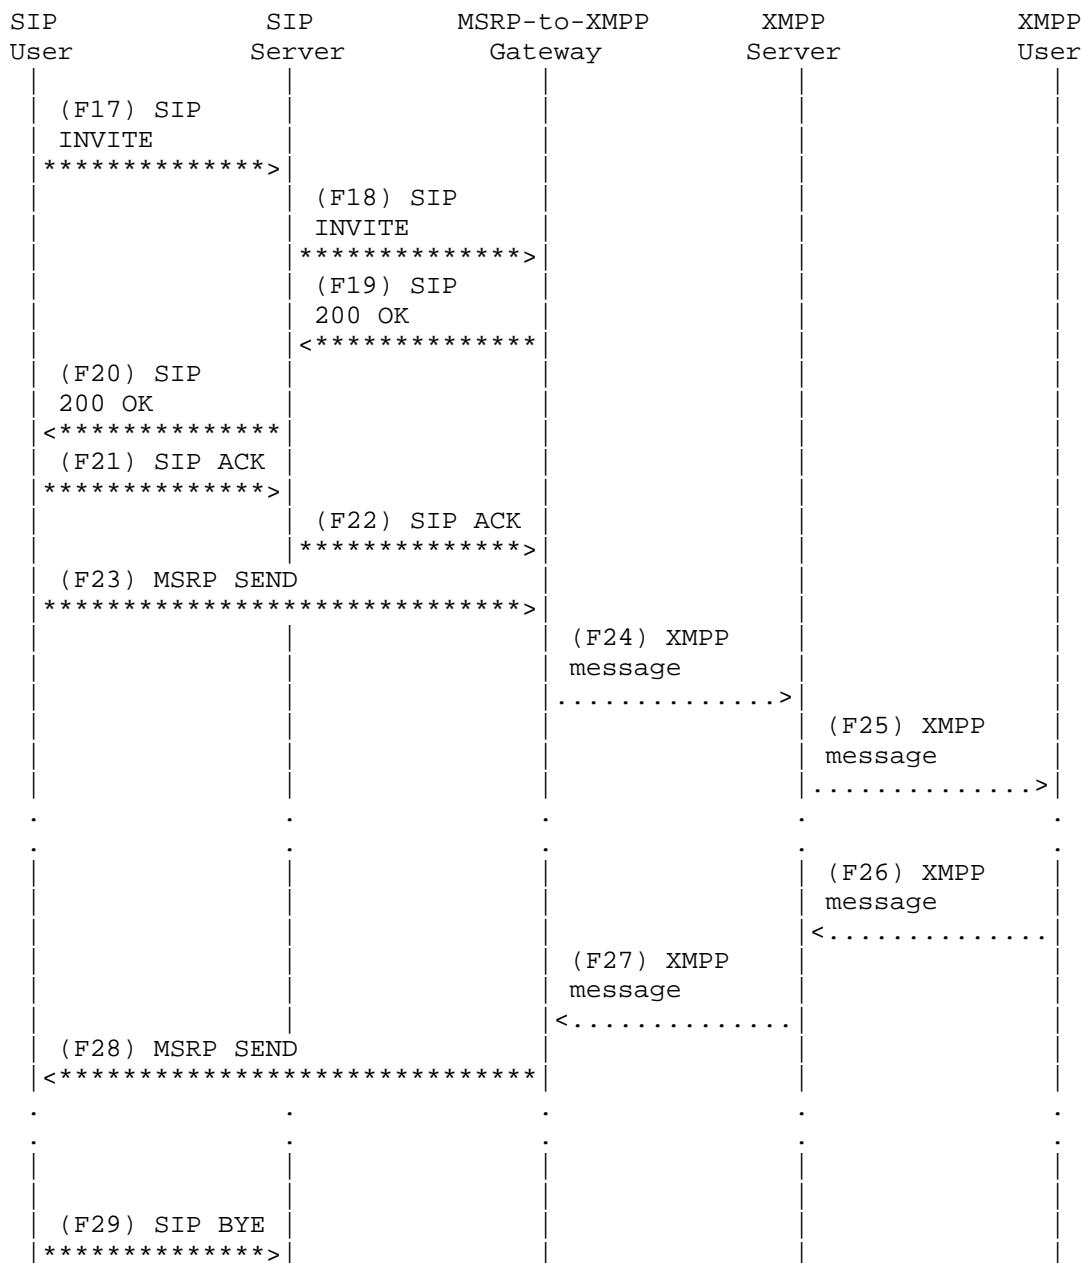 SIP SIP MSRP-to-XMPP XMPP XMPP
User Server Gateway Server User
(F17) SIP
INVITE
(F18) SIP
INVITE
(F19) SIP
200 OK
(F20) SIP
200 OK
(F21) SIP ACK
(F22) SIP ACK
(F23) MSRP SEND
(F24) XMPP
message
(F25) XMPP
message
(F26) XMPP
message
(F27) XMPP
message
(F28) MSRP SEND
(F29) SIP BYE